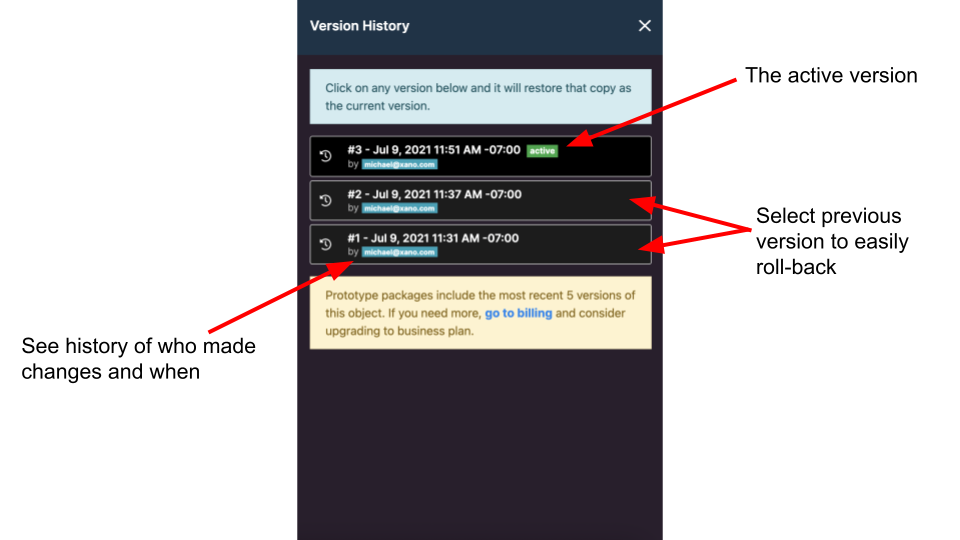 Version History
Click on any version below and it will restore that copy as
the current version.
#3 - Jul 9, 2021 11:51 AM -07:00 active
by michael@xano.com
#2 - Jul 9, 2021 11:37 AM -07:00
by michael@xano.com
#1 - Jul 9, 2021 11:31 AM -07:00
by michael@xano.com
Prototype packages include the most recent 5 versions of
this object. If you need more, go to billing and consider
upgrading to business plan.
The active version
Select previous
version to easily
roll-back
See history of who made
changes and when